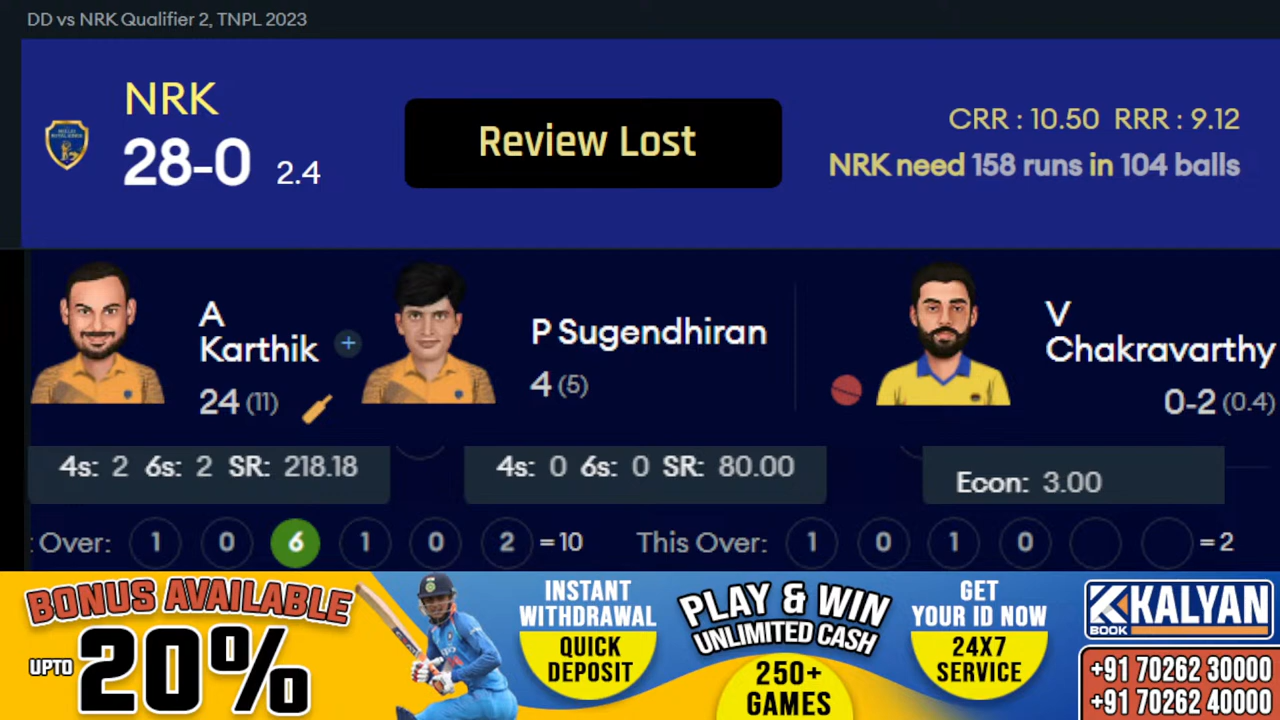 DD vs NRK Qualifier 2, TNPL 2023
NRK
28-0 2.4
Review Lost
CRR : 10.50 RRR : 9.12
NRK need 158 runs in 104 balls
A
Karthik
24 (11)
P Sugendhiran
4 (5)
V
Chakravarthy
0-2 (0.4)
4s: 2 6s: 2 SR: 218.18
4s: 0 6s: 0 SR: 80.00
Econ: 3.00
t Over: 1 0 6 1 0 2 = 10
This Over: 1 0 1 0 = 2
BONUS AVAILABLE
UPTO 20%
INSTANT
WITHDRAWAL
QUICK
DEPOSIT
PLAY & WIN
UNLIMITED CASH
250+
GAMES
GET
YOUR ID NOW
24X7
SERVICE
KALYAN
BOOK
+91 70262 30000
+91 70262 40000